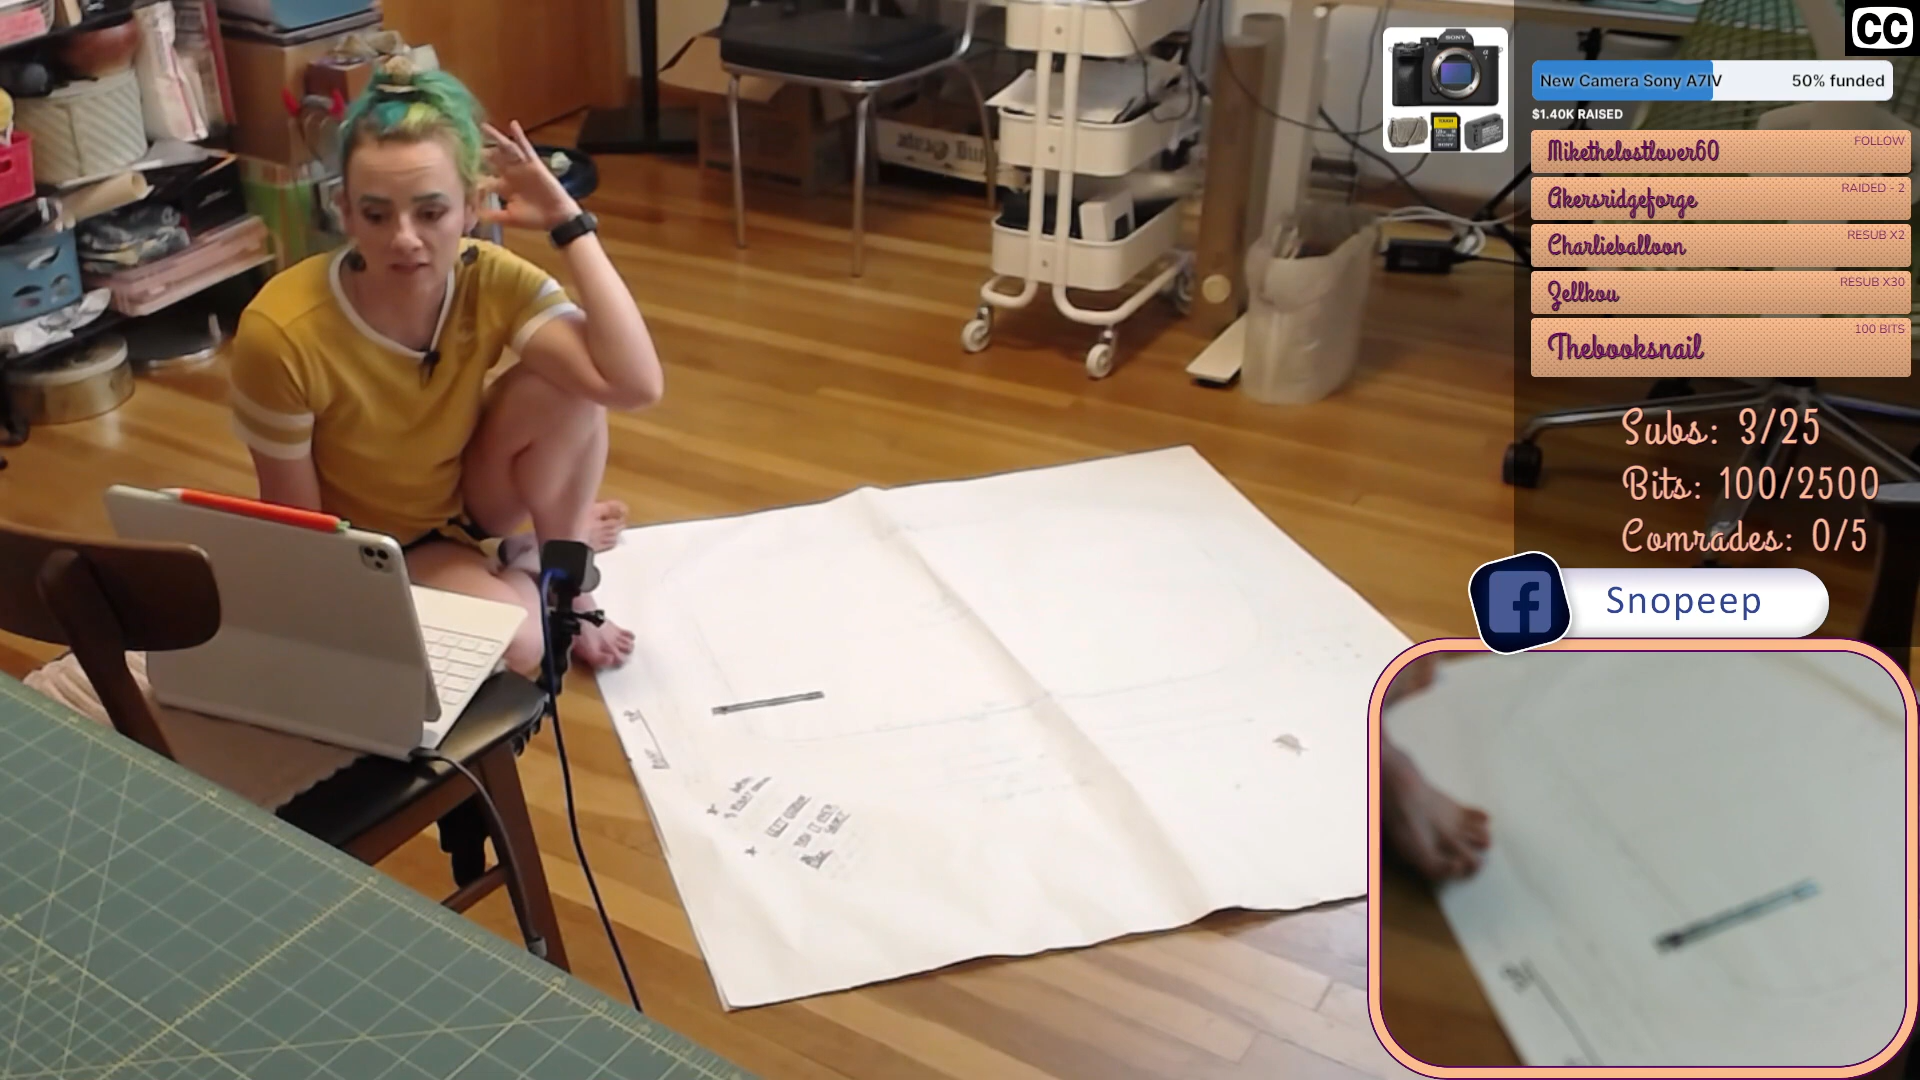 CC
SONY
New Camera Sony A7IV 50% funded
$1.40K RAISED
Mikethelostlover60 FOLLOW
Akersridgeforge RAIDED - 2
Charlieballoon RESUB X2
Zellkou RESUB X30
Thebooksnail 100 BITS
Subs: 3/25
Bits: 100/2500
Comrades: 0/5
Snopeep